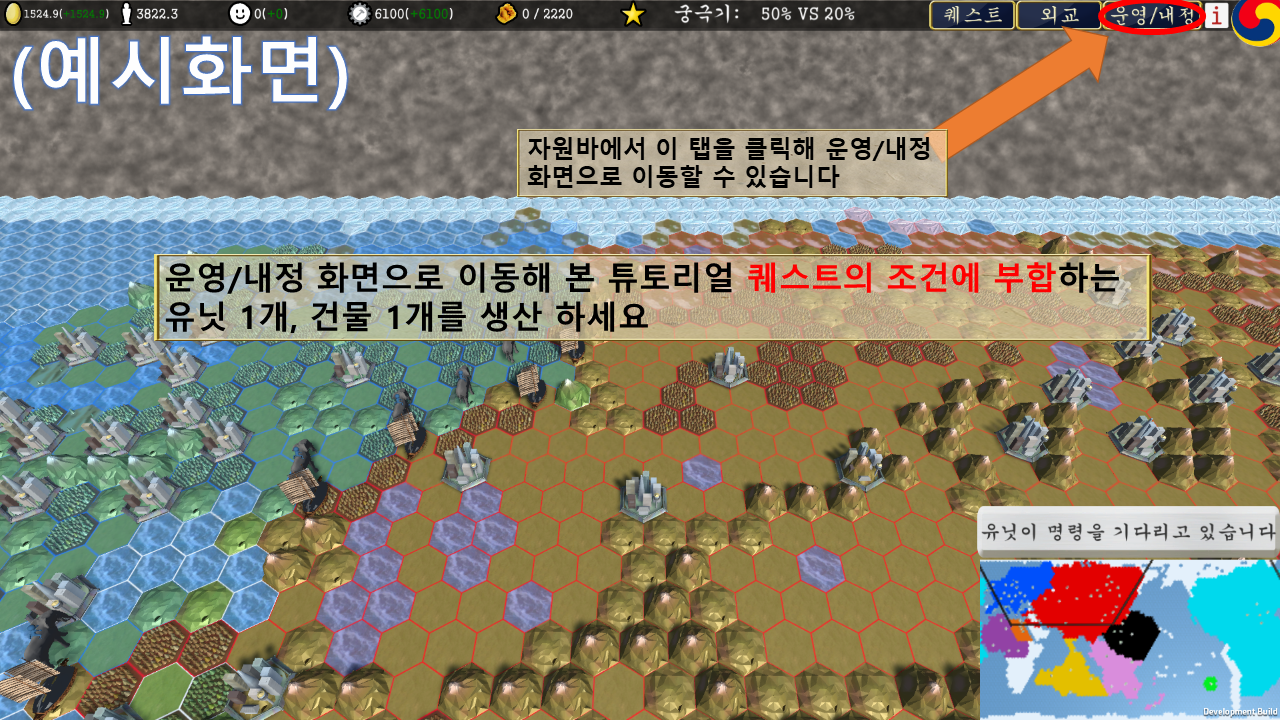 1524.9(+1524.9) 3822.3 0(+0) 6100(+6100) 0 / 2220 궁극기: 50% VS 20% 퀘스트 외교 운영/내정 i
(예시화면)
자원바에서 이 탭을 클릭해 운영/내정
화면으로 이동할 수 있습니다
운영/내정 화면으로 이동해 본 튜토리얼 퀘스트의 조건에 부합하는
유닛 1개, 건물 1개를 생산 하세요
유닛이 명령을 기다리고 있습니다
Development Build